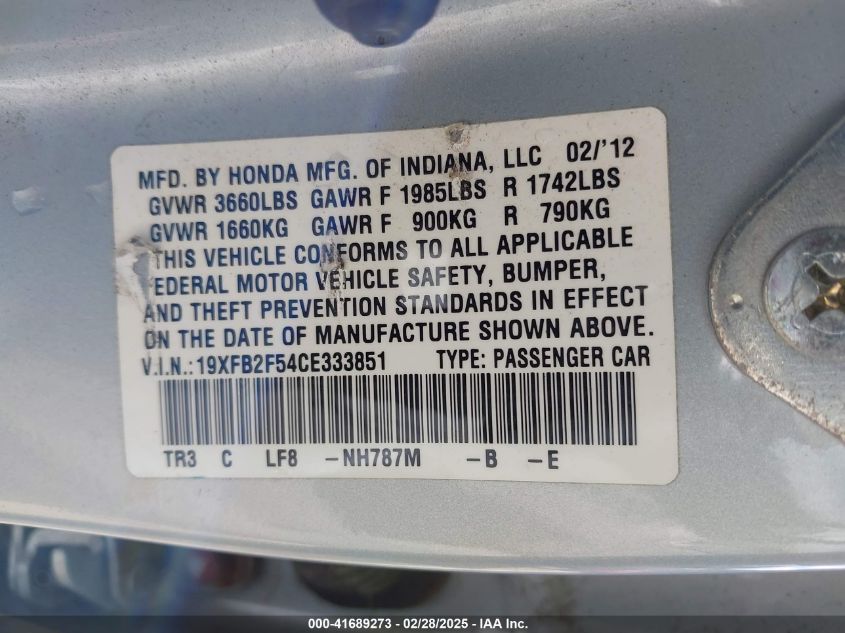 MFD. BY HONDA MFG. OF INDIANA, LLC 02/'12
GVWR 3660LBS GAWR F 1985LBS R 1742LBS
GVWR 1660KG GAWR F 900KG R 790KG
THIS VEHICLE CONFORMS TO ALL APPLICABLE
FEDERAL MOTOR VEHICLE SAFETY, BUMPER,
AND THEFT PREVENTION STANDARDS IN EFFECT
ON THE DATE OF MANUFACTURE SHOWN ABOVE.
V.I.N.:19XFB2F54CE333851 TYPE: PASSENGER CAR
TR3 C LF8 -NH787M -B -E
000-41689273 / 02/28/2025 - IAA Inc.